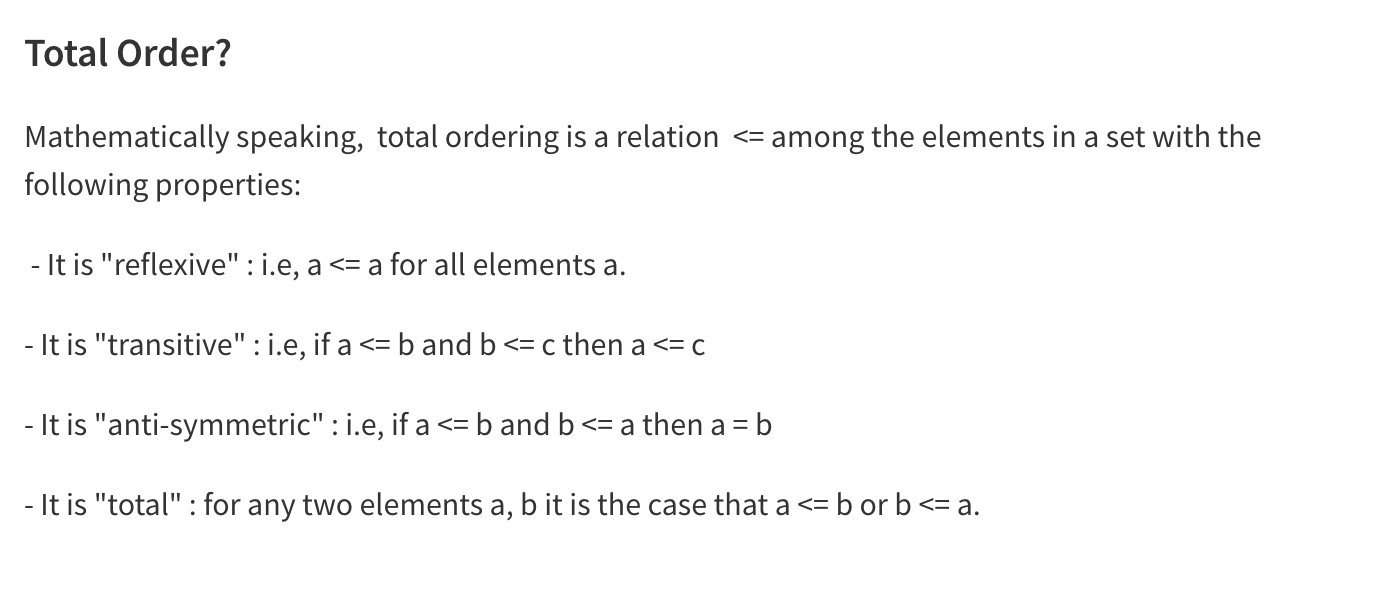 Total Order?
Mathematically speaking,  total ordering is a relation  <= among the elements in a set with the
following properties:
- It is "reflexive" : i.e, a <= a for all elements a.
- It is "transitive" : i.e, if a <= b and b <= c then a <= c
- It is "anti-symmetric" : i.e, if a <= b and b <= a then a = b
- It is "total" : for any two elements a, b it is the case that a <= b or b <= a.